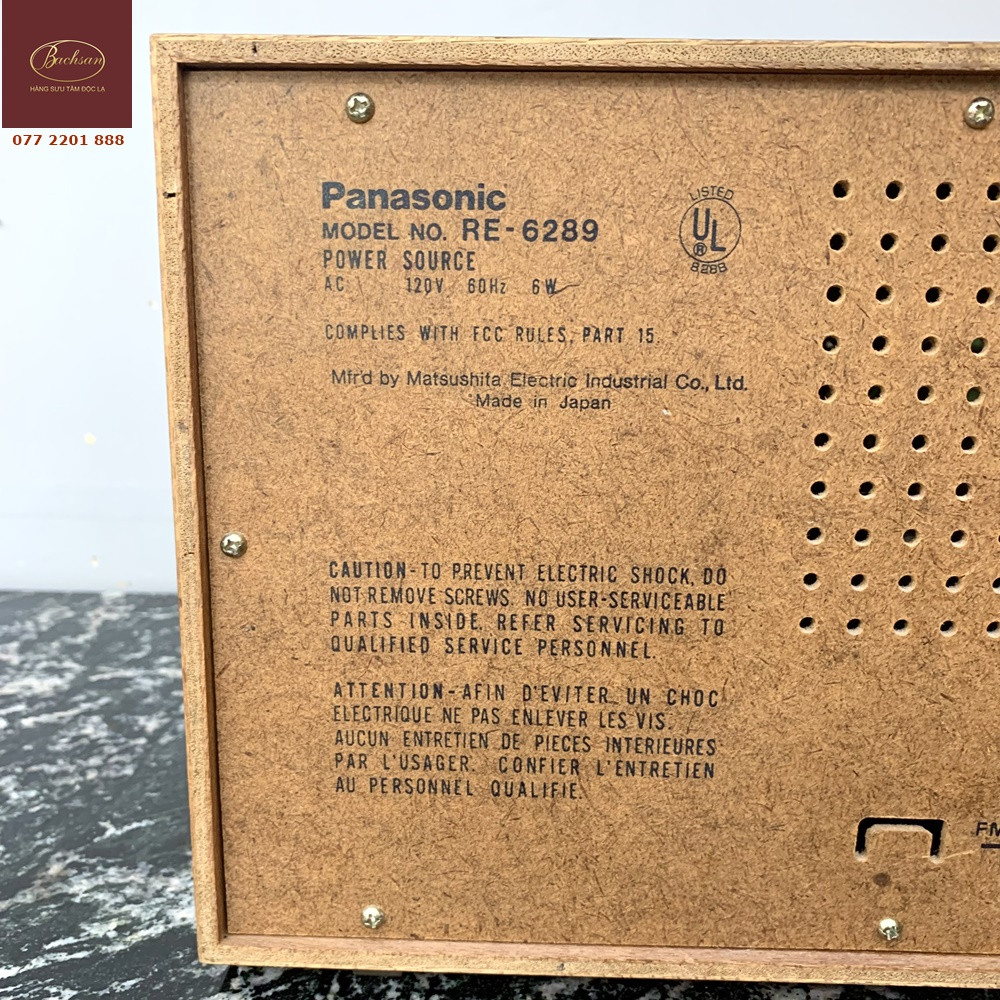 Bachsan
HÀNG SƯU TẦM ĐỘC LẠ
077 2201 888
Panasonic
MODEL NO. RE-6289
POWER SOURCE
AC 120V 60Hz 6W
LISTED
UL
®
828B
COMPLIES WITH FCC RULES, PART 15.
Mfr'd by Matsushita Electric Industrial Co., Ltd.
Made in Japan
CAUTION-TO PREVENT ELECTRIC SHOCK, DO
NOT REMOVE SCREWS. NO USER-SERVICEABLE
PARTS INSIDE. REFER SERVICING TO
QUALIFIED SERVICE PERSONNEL.
ATTENTION-AFIN D'EVITER UN CHOC
ELECTRIQUE NE PAS ENLEVER LES VIS.
AUCUN ENTRETIEN DE PIECES INTERIEURES
PAR L'USAGER. CONFIER L'ENTRETIEN
AU PERSONNEL QUALIFIE.
FM